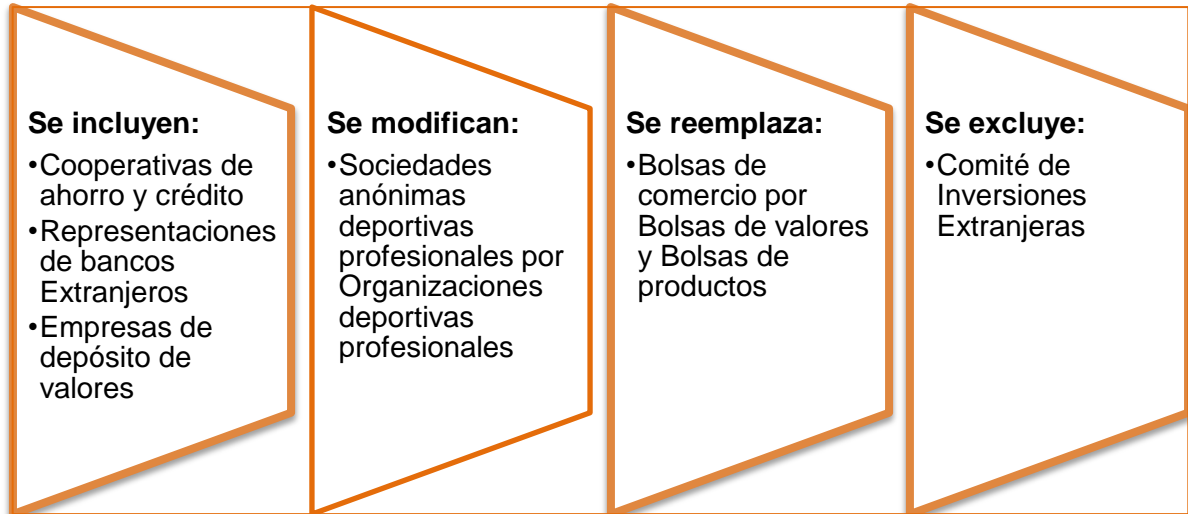 Se incluyen:
•Cooperativas de
ahorro y crédito
•Representaciones
de bancos
Extranjeros
•Empresas de
depósito de
valores
Se modifican:
•Sociedades
anónimas
deportivas
profesionales por
Organizaciones
deportivas
profesionales
Se reemplaza:
•Bolsas de
comercio por
Bolsas de valores
y Bolsas de
productos
Se excluye:
•Comité de
Inversiones
Extranjeras